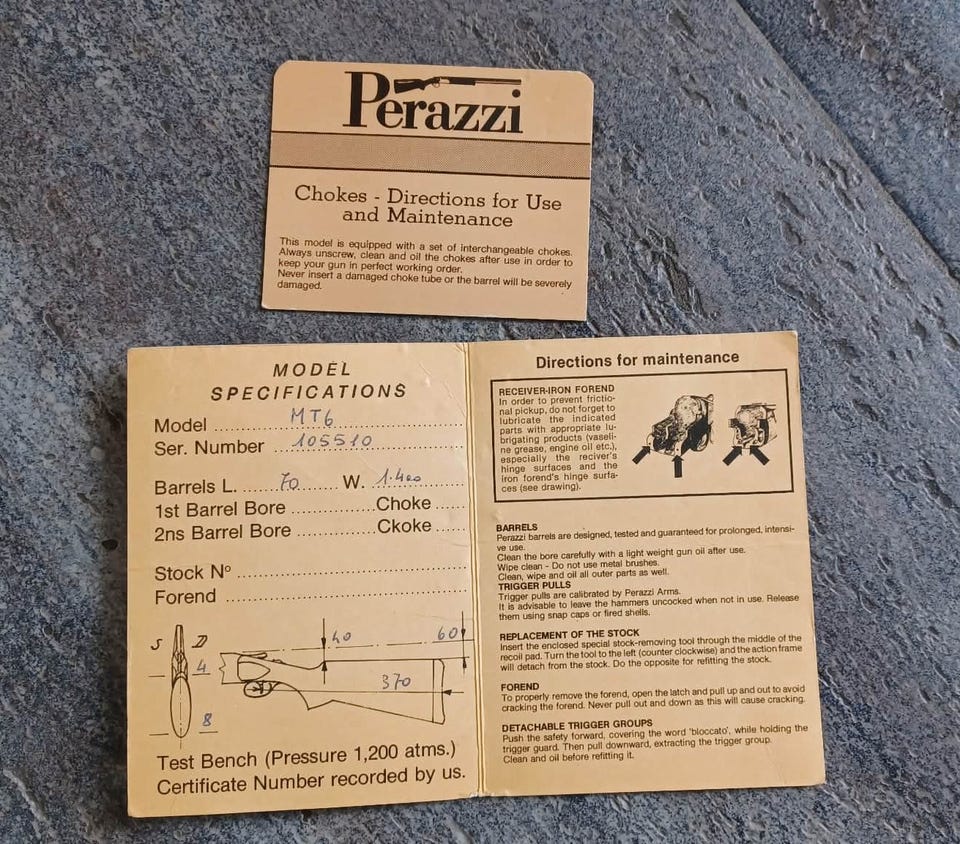 Perazzi
Chokes - Directions for Use
and Maintenance
This model is equipped with a set of interchangeable chokes.
Always unscrew, clean and oil the chokes after use in order to
keep your gun in perfect working order.
Never insert a damaged choke tube or the barrel will be severely
damaged.
MODEL
SPECIFICATIONS
Model ... MT6
Ser. Number ... 105510
Barrels L. ... 70 ... W. 1.400
1st Barrel Bore ... Choke ...
2ns Barrel Bore ... Ckoke ...
Stock Nº ...
Forend ...
S D 40 60
4
370
8
Test Bench (Pressure 1,200 atms.)
Certificate Number recorded by us.
Directions for maintenance
RECEIVER-IRON FOREND
In order to prevent frictio-
nal pickup, do not forget to
lubricate the indicated
parts with appropriate lu-
brigating products (vaseli-
ne grease, engine oil etc.),
especially the reciver's
hinge surfaces and the
iron forend's hinge surfa-
ces (see drawing).
BARRELS
Perazzi barrels are designed, tested and guaranteed for prolonged, intensi-
ve use.
Clean the bore carefully with a light weight gun oil after use.
Wipe clean - Do not use metal brushes.
Clean, wipe and oil all outer parts as well.
TRIGGER PULLS
Trigger pulls are calibrated by Perazzi Arms.
It is advisable to leave the hammers uncocked when not in use. Release
them using snap caps or fired shells.
REPLACEMENT OF THE STOCK
Insert the enclosed special stock-removing tool through the middle of the
recoil pad. Turn the tool to the left (counter clockwise) and the action frame
will detach from the stock. Do the opposite for refitting the stock.
FOREND
To properly remove the forend, open the latch and pull up and out to avoid
cracking the forend. Never pull out and down as this will cause cracking.
DETACHABLE TRIGGER GROUPS
Push the safety forward, covering the word 'bloccato', while holding the
trigger guard. Then pull downward, extracting the trigger group.
Clean and oil before refitting it.